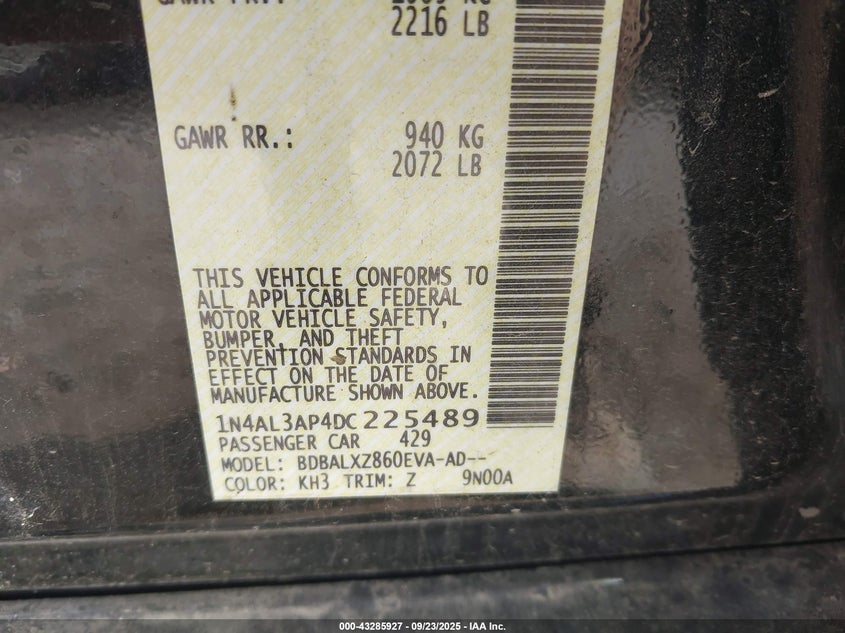 2216 LB
GAWR RR.: 940 KG
2072 LB
THIS VEHICLE CONFORMS TO
ALL APPLICABLE FEDERAL
MOTOR VEHICLE SAFETY,
BUMPER, AND THEFT
PREVENTION STANDARDS IN
EFFECT ON THE DATE OF
MANUFACTURE SHOWN ABOVE.
1N4AL3AP4DC225489
PASSENGER CAR 429
MODEL: BDBALXZ860EVA-AD--
COLOR: KH3 TRIM: Z 9N00A
000-43285927 - 09/23/2025 - IAA Inc.